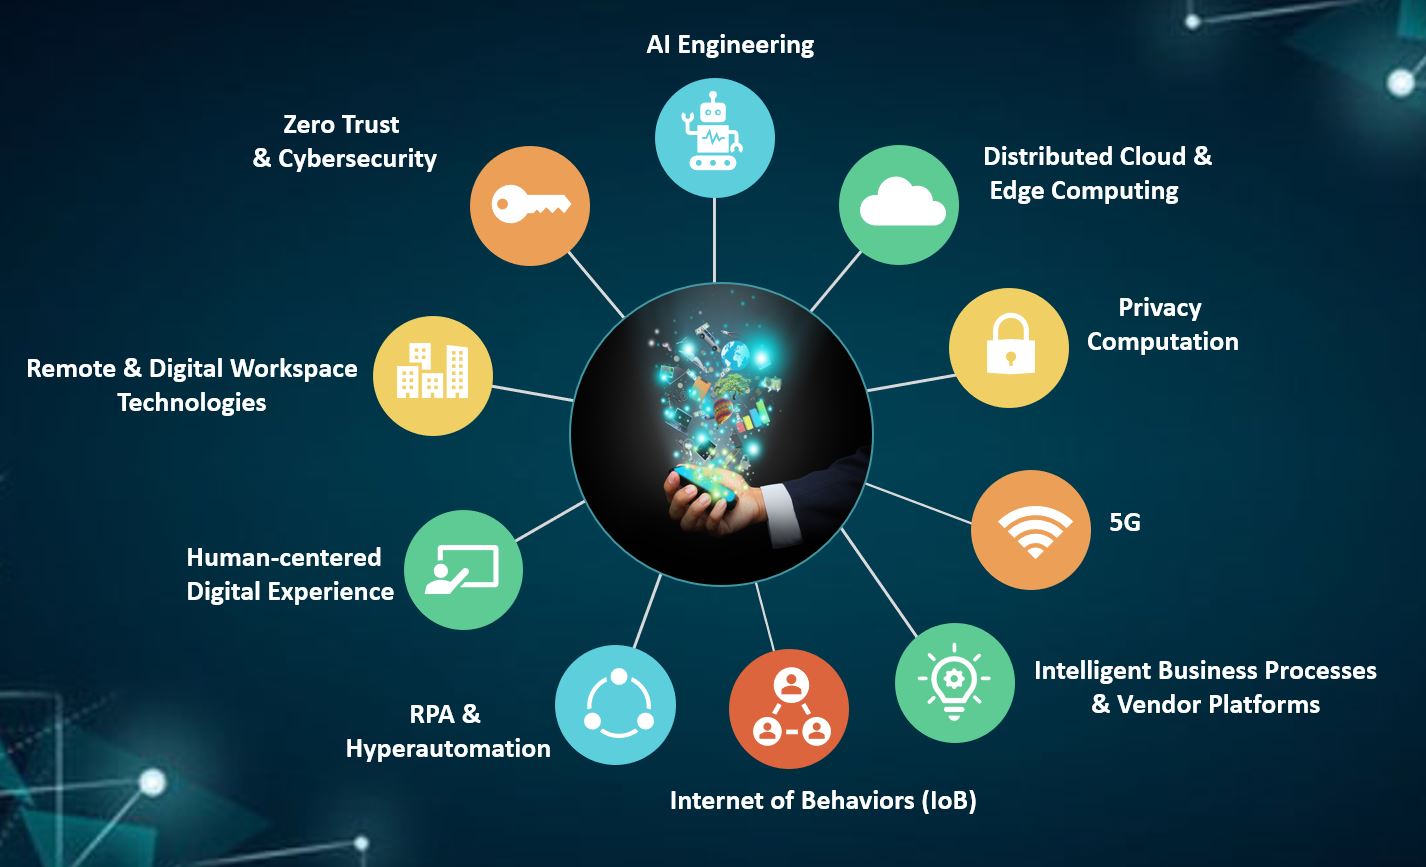 AI Engineering
Distributed Cloud &
Edge Computing
Privacy
Computation
5G
Intelligent Business Processes
& Vendor Platforms
Internet of Behaviors (IoB)
RPA &
Hyperautomation
Human-centered
Digital Experience
Remote & Digital Workspace
Technologies
Zero Trust
& Cybersecurity